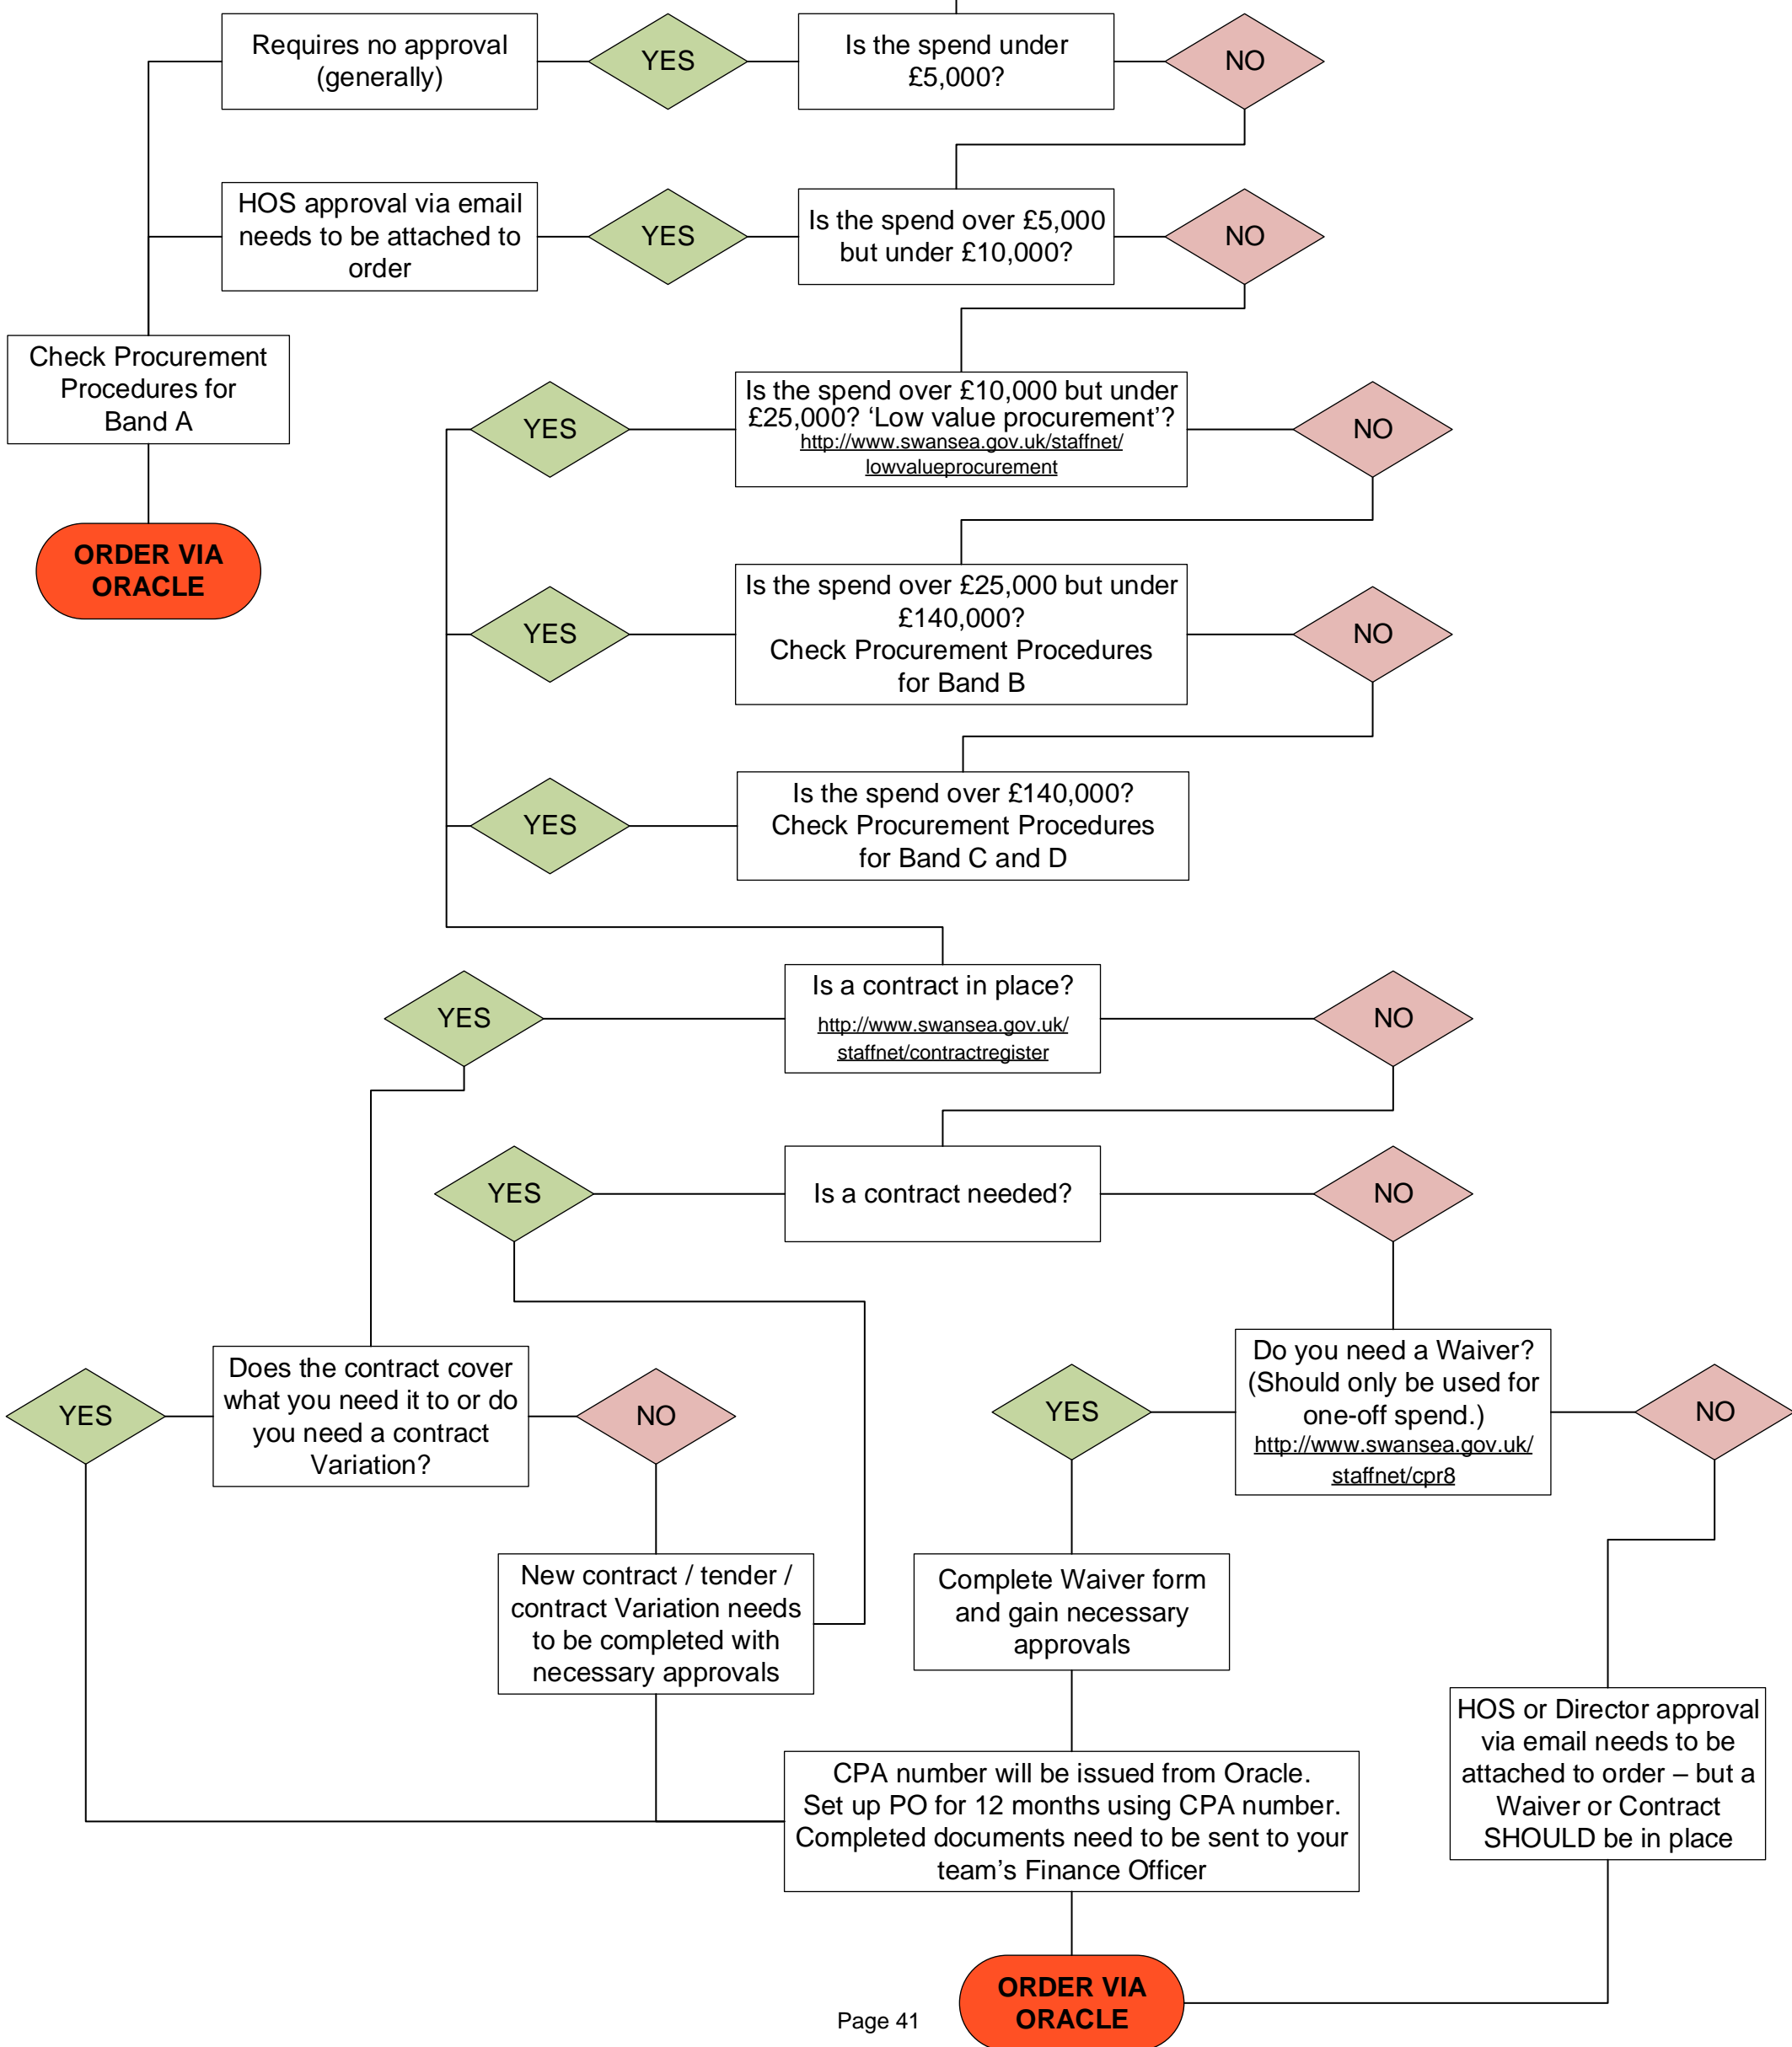 Requires no approval
(generally)
YES
Is the spend under
£5,000?
NO
HOS approval via email
needs to be attached to
order
YES
Is the spend over £5,000
but under £10,000?
NO
Check Procurement
Procedures for
Band A
YES
Is the spend over £10,000 but under
£25,000? ‘Low value procurement’?
http://www.swansea.gov.uk/staffnet/
lowvalueprocurement
NO
ORDER VIA
ORACLE
YES
Is the spend over £25,000 but under
£140,000?
Check Procurement Procedures
for Band B
NO
YES
Is the spend over £140,000?
Check Procurement Procedures
for Band C and D
YES
Is a contract in place?
http://www.swansea.gov.uk/
staffnet/contractregister
NO
YES
Is a contract needed?
NO
YES
Does the contract cover
what you need it to or do
you need a contract
Variation?
NO
YES
Do you need a Waiver?
(Should only be used for
one-off spend.)
http://www.swansea.gov.uk/
staffnet/cpr8
NO
New contract / tender /
contract Variation needs
to be completed with
necessary approvals
Complete Waiver form
and gain necessary
approvals
HOS or Director approval
via email needs to be
attached to order – but a
Waiver or Contract
SHOULD be in place
CPA number will be issued from Oracle.
Set up PO for 12 months using CPA number.
Completed documents need to be sent to your
team’s Finance Officer
ORDER VIA
ORACLE
Page 41